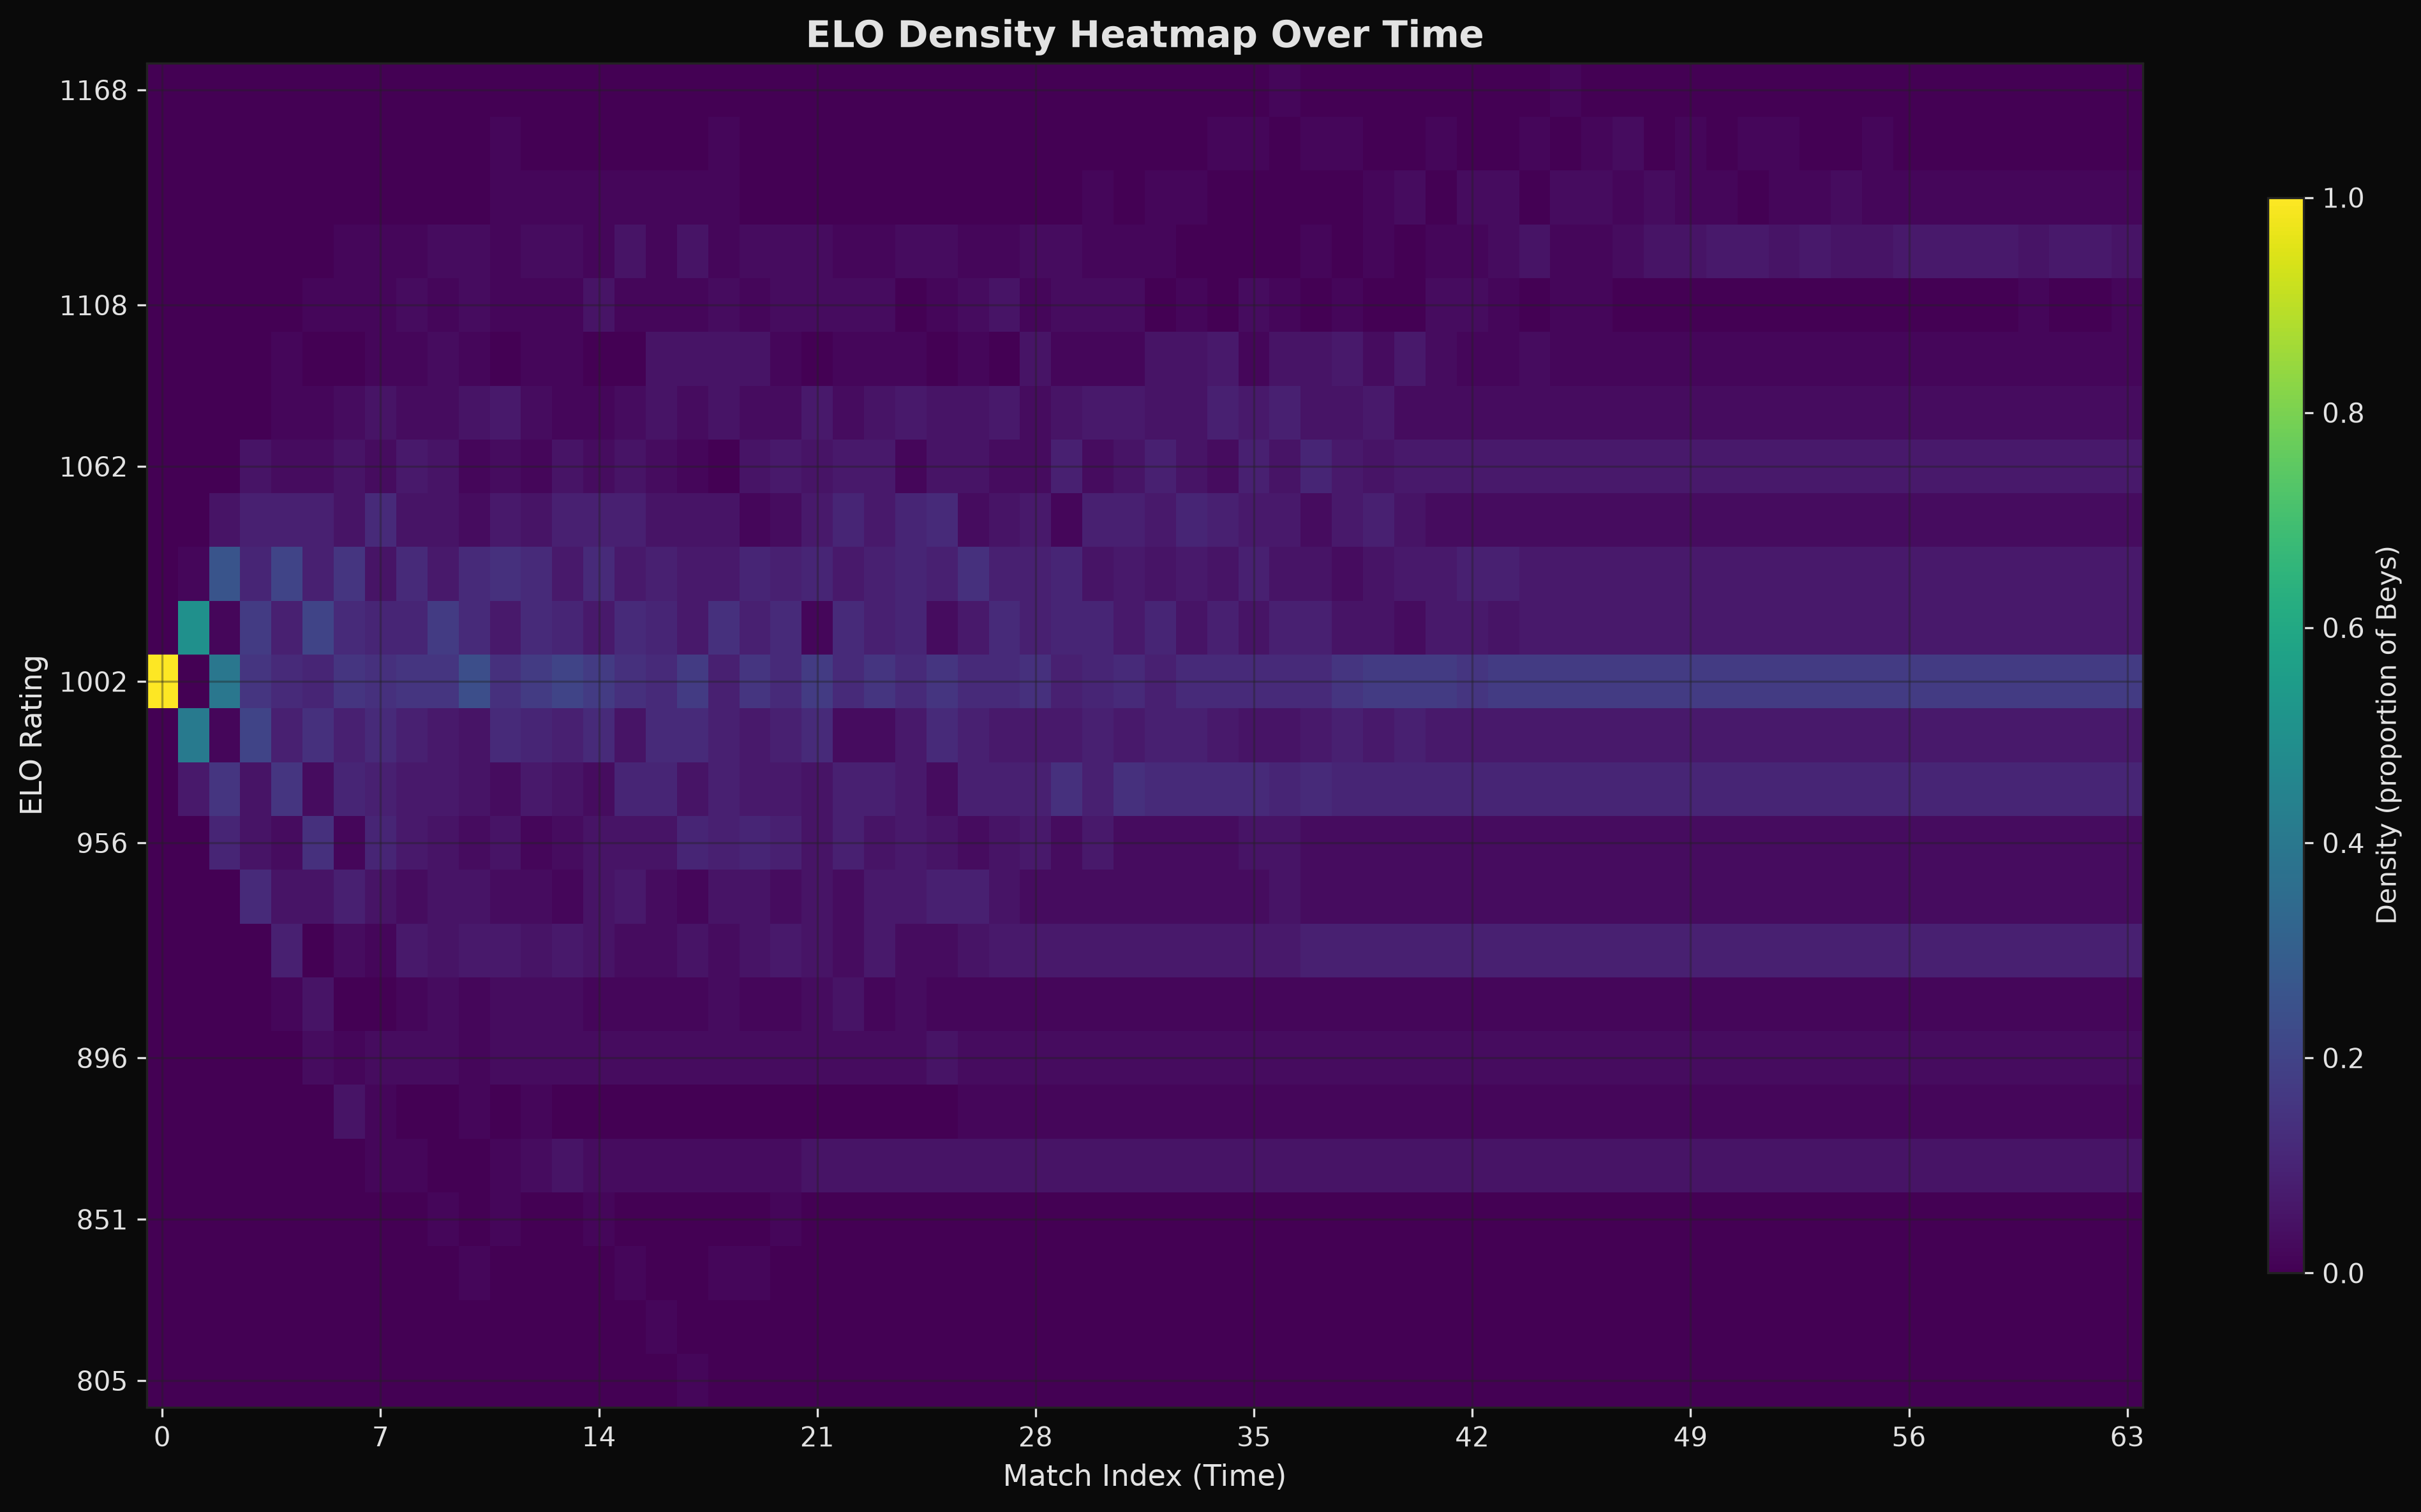 ELO Density Heatmap Over Time
ELO Rating
1168
1108
1062
1002
956
896
851
805
0 7 14 21 28 35 42 49 56 63
Match Index (Time)
1.0
0.8
0.6
0.4
0.2
0.0
Density (proportion of Beys)